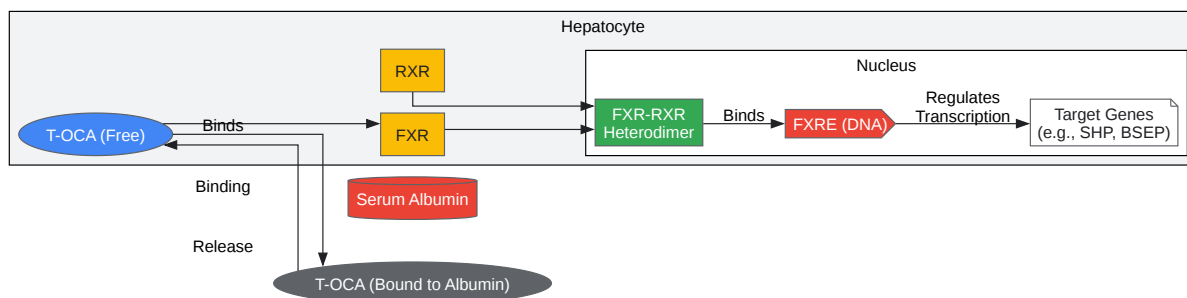 Hepatocyte
RXR
Nucleus
T-OCA (Free)
Binds
FXR
FXR-RXR
Heterodimer
Binds
FXRE (DNA)
Regulates
Transcription
Target Genes
(e.g., SHP, BSEP)
Binding
Serum Albumin
Release
T-OCA (Bound to Albumin)